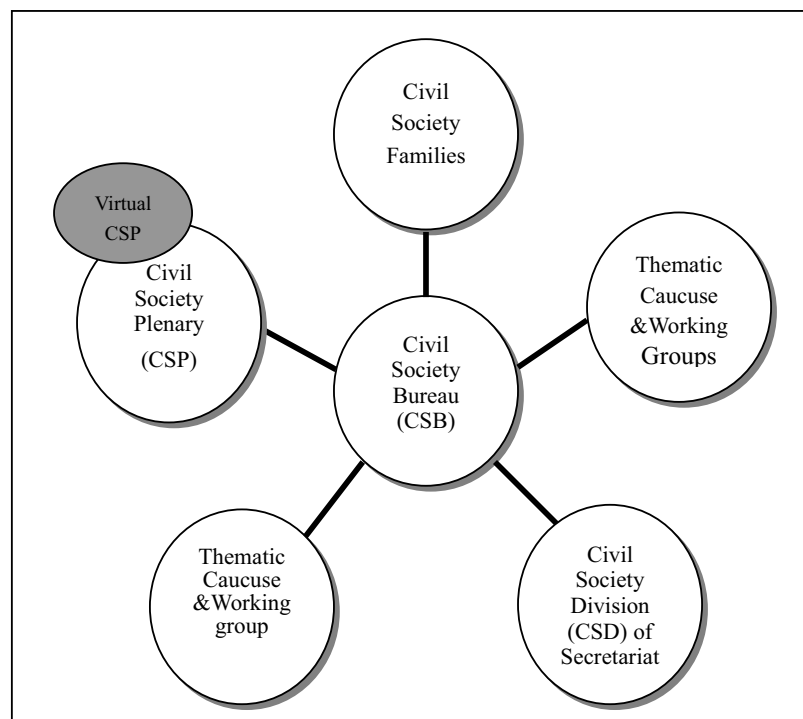 Civil
Society
Families
Virtual
CSP
Civil
Society
Plenary
(CSP)
Thematic
Caucuse
&Working
Groups
Civil
Society
Bureau
(CSB)
Thematic
Caucuse
&Working
group
Civil
Society
Division
(CSD) of
Secretariat